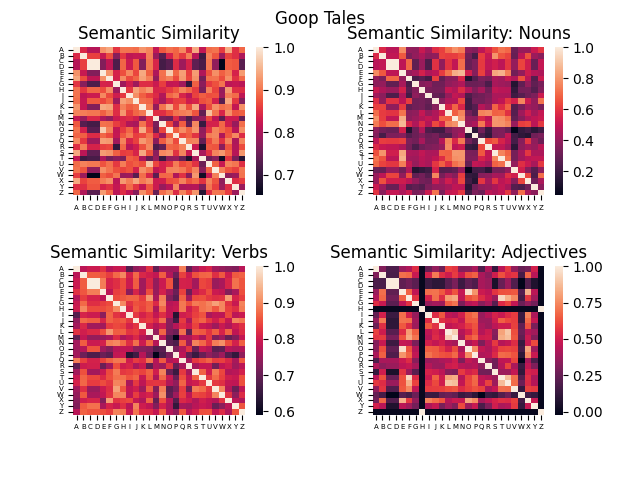 Goop Tales
Semantic Similarity
A
B
C
D
E
F
G
H
I
J
K
L
M
N
O
P
Q
R
S
T
U
V
W
X
Y
Z
A B C D E F G H I J K L M N O P Q R S T U V W X Y Z
1.0
0.9
0.8
0.7
Semantic Similarity: Nouns
A
B
C
D
E
F
G
H
I
J
K
L
M
N
O
P
Q
R
S
T
U
V
W
X
Y
Z
A B C D E F G H I J K L M N O P Q R S T U V W X Y Z
1.0
0.8
0.6
0.4
0.2
Semantic Similarity: Verbs
A
B
C
D
E
F
G
H
I
J
K
L
M
N
O
P
Q
R
S
T
U
V
W
X
Y
Z
A B C D E F G H I J K L M N O P Q R S T U V W X Y Z
1.0
0.9
0.8
0.7
0.6
Semantic Similarity: Adjectives
A
B
C
D
E
F
G
H
I
J
K
L
M
N
O
P
Q
R
S
T
U
V
W
X
Y
Z
A B C D E F G H I J K L M N O P Q R S T U V W X Y Z
1.00
0.75
0.50
0.25
0.00